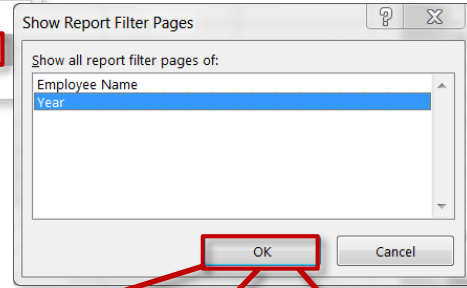 Show Report Filter Pages
Show all report filter pages of:
Employee Name
Year
OK
Cancel